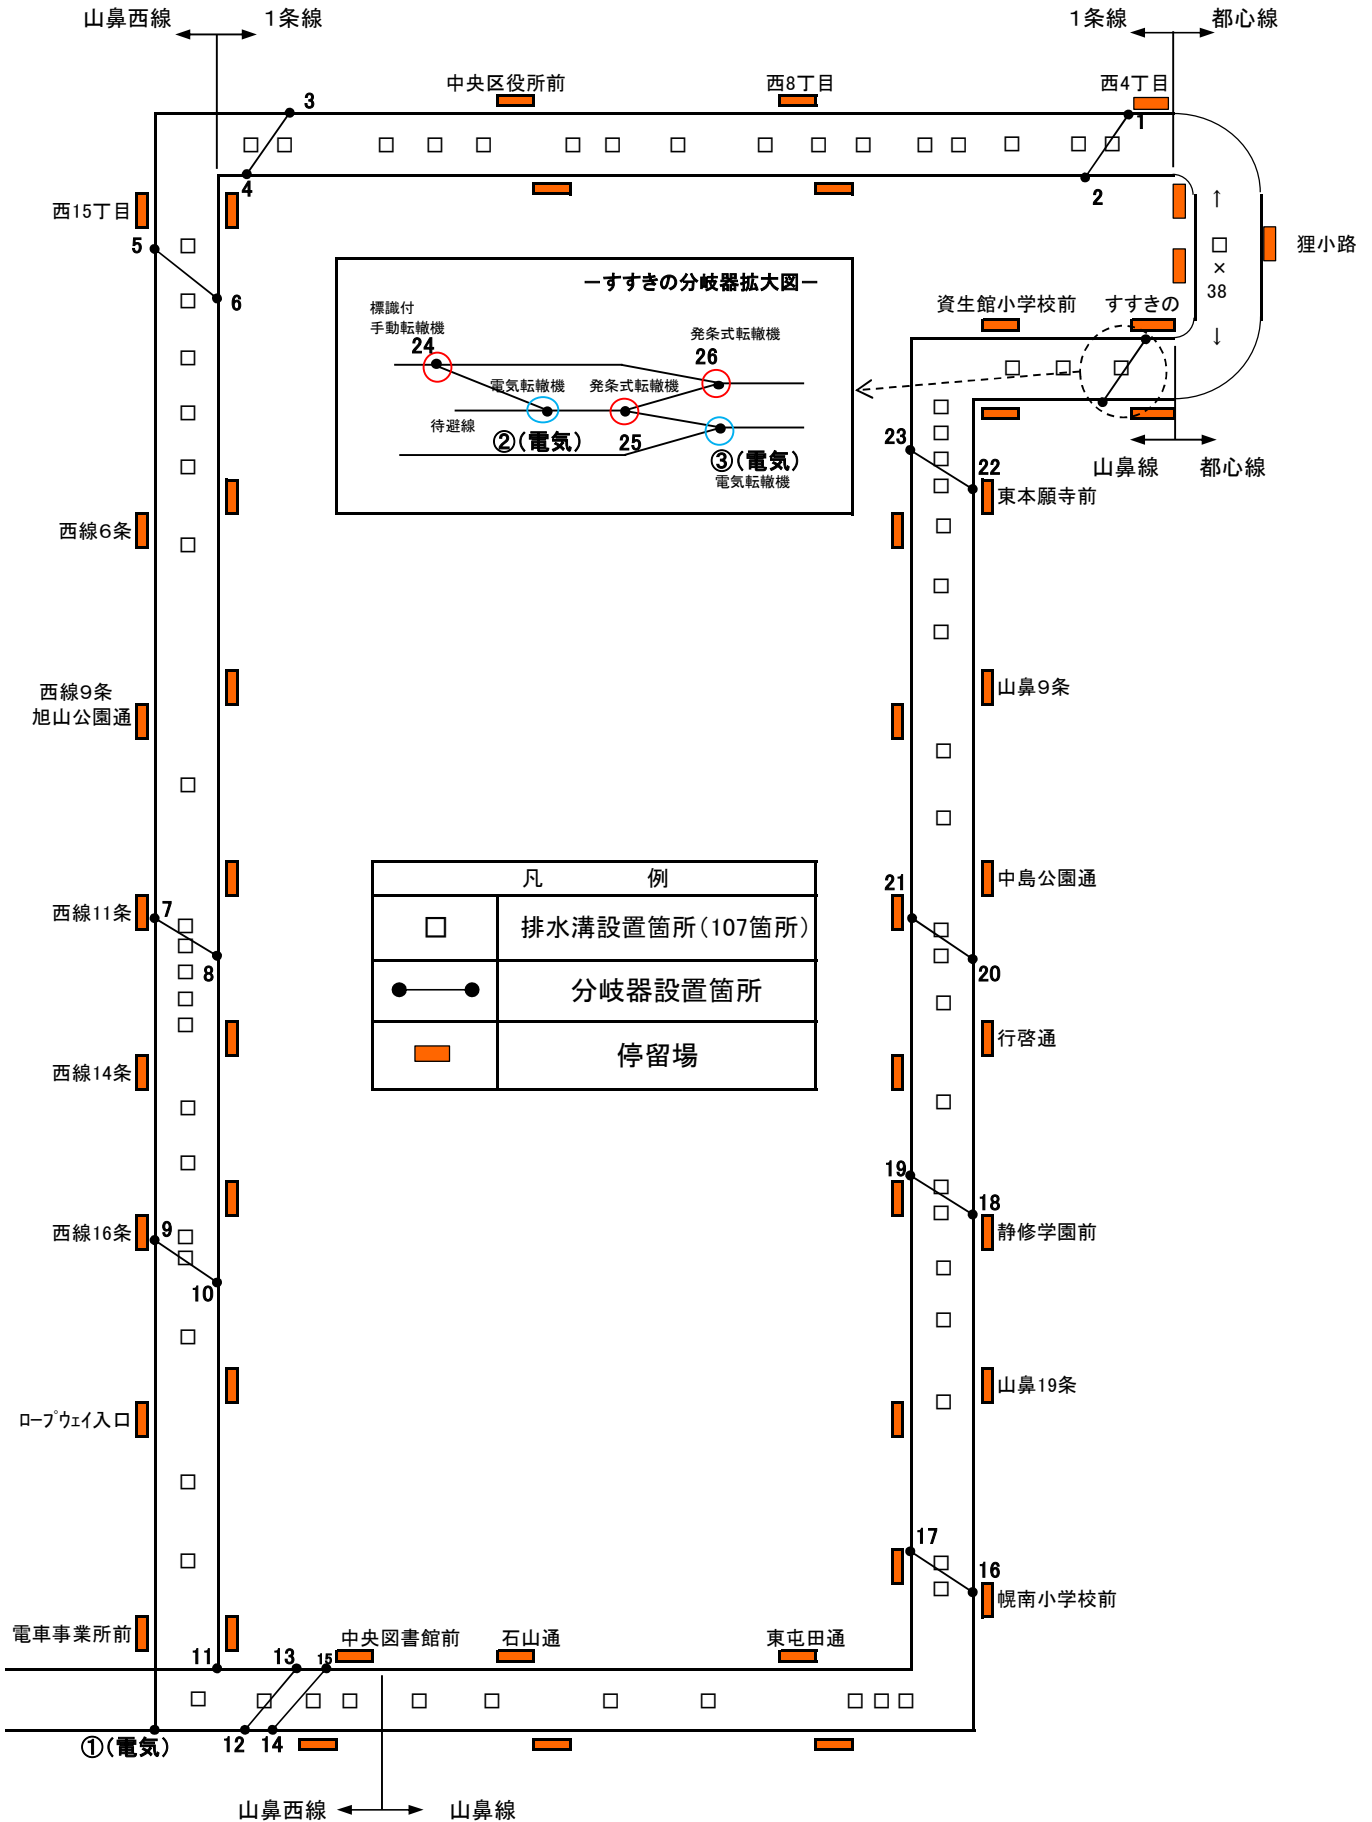 山鼻西線
1条線
1条線
都心線
中央区役所前
西8丁目
西4丁目
3
1
4
2
西15丁目
5
6
↑
□
×
38
↓
狸小路
資生館小学校前
すすきの
－すすきの分岐器拡大図－
標識付
手動転轍機
24
発条式転轍機
26
電気転轍機
発条式転轍機
待避線
②(電気)
25
③(電気)
電気転轍機
山鼻線
都心線
23
22
東本願寺前
西線6条
西線9条
旭山公園通
山鼻9条
凡　例
排水溝設置箇所(107箇所)
分岐器設置箇所
停留場
中島公園通
21
20
西線11条
7
8
行啓通
西線14条
19
18
静修学園前
西線16条
9
10
山鼻19条
ロープウェイ入口
17
16
幌南小学校前
電車事業所前
中央図書館前
石山通
東屯田通
11
13
15
①(電気)
12
14
山鼻西線
山鼻線